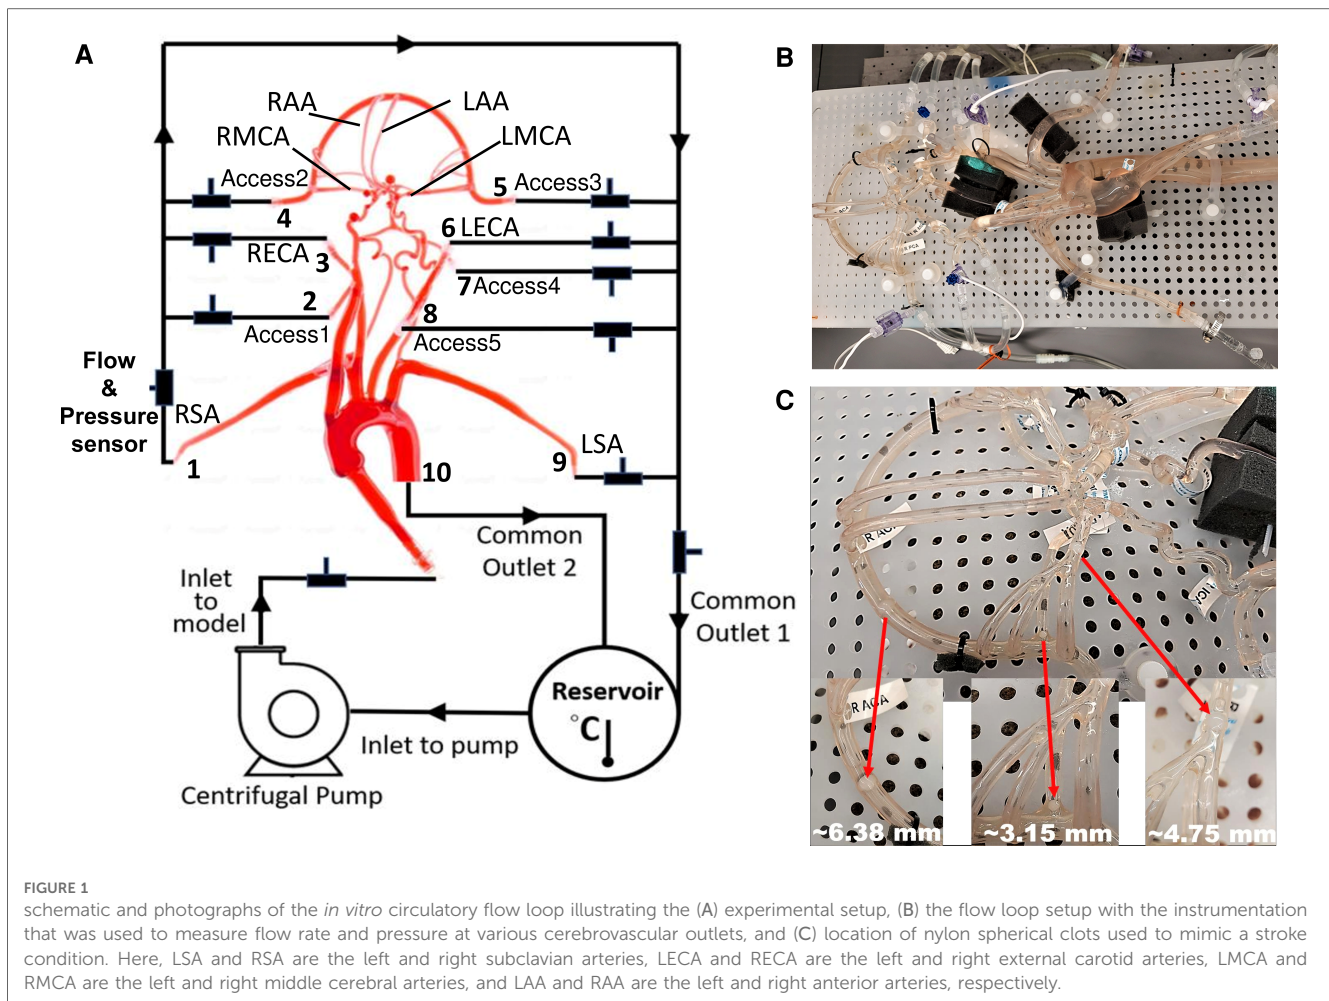 A
RAA
LAA
RMCA
LMCA
Access2
5 Access3
4
6 LECA
RECA
3
7 Access4
2
8
Access1
Access5
Flow
&
Pressure
sensor
RSA
LSA
1
10
9
Common
Outlet 2
Inlet
to
model
Common
Outlet 1
Reservoir
°C
Inlet to pump
Centrifugal Pump
B
C
R ACA
R ICA
R ACA
~6.38 mm
~3.15 mm
~4.75 mm
FIGURE 1
schematic and photographs of the in vitro circulatory flow loop illustrating the (A) experimental setup, (B) the flow loop setup with the instrumentation
that was used to measure flow rate and pressure at various cerebrovascular outlets, and (C) location of nylon spherical clots used to mimic a stroke
condition. Here, LSA and RSA are the left and right subclavian arteries, LECA and RECA are the left and right external carotid arteries, LMCA and
RMCA are the left and right middle cerebral arteries, and LAA and RAA are the left and right anterior arteries, respectively.